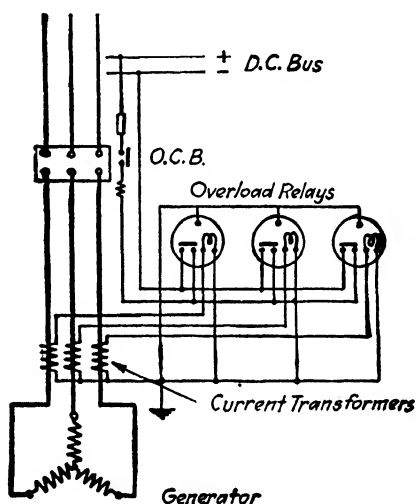 +
- D.C. Bus
O.C.B.
Overload Relays
Current Transformers
Generator